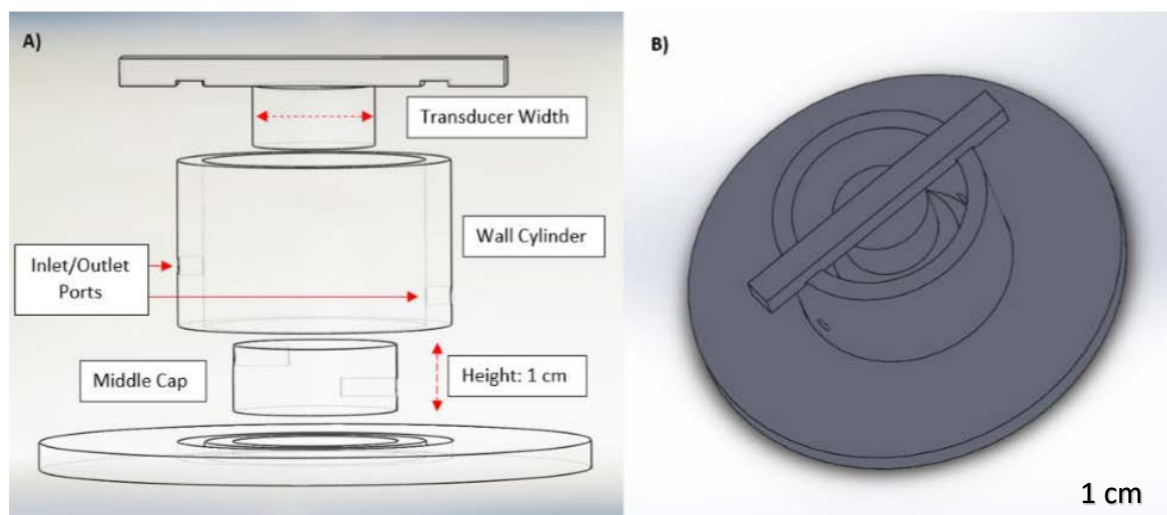 A)
Transducer Width
Wall Cylinder
Inlet/Outlet
Ports
Middle Cap
Height: 1 cm
B)
1 cm